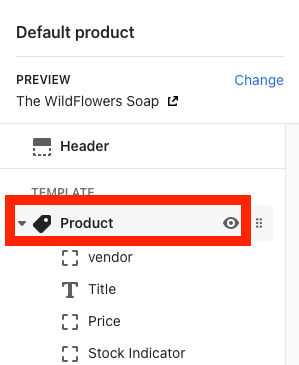 Default product
PREVIEW
Change
The WildFlowers Soap
Header
TEMPLATE
Product
vendor
Title
Price
Stock Indicator